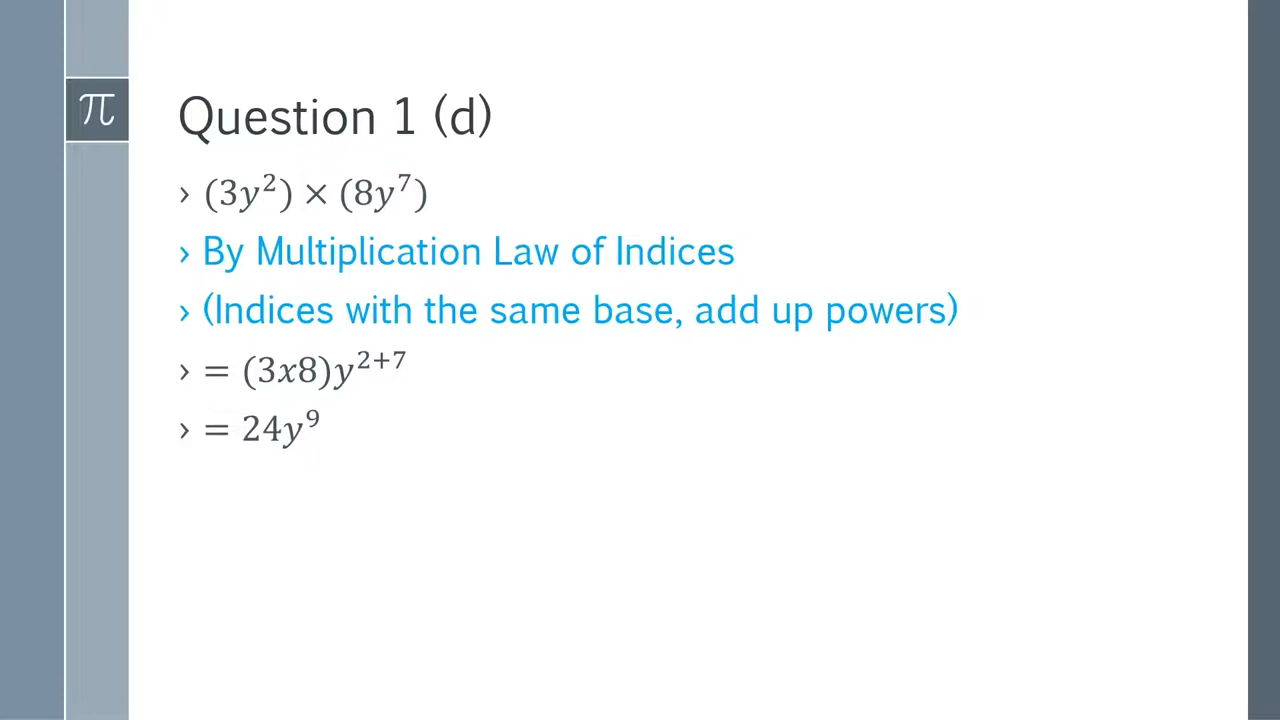 π
Question 1 (d)
› (3y²) × (8y⁷)
› By Multiplication Law of Indices
› (Indices with the same base, add up powers)
› = (3x8)y²⁺⁷
› = 24y⁹